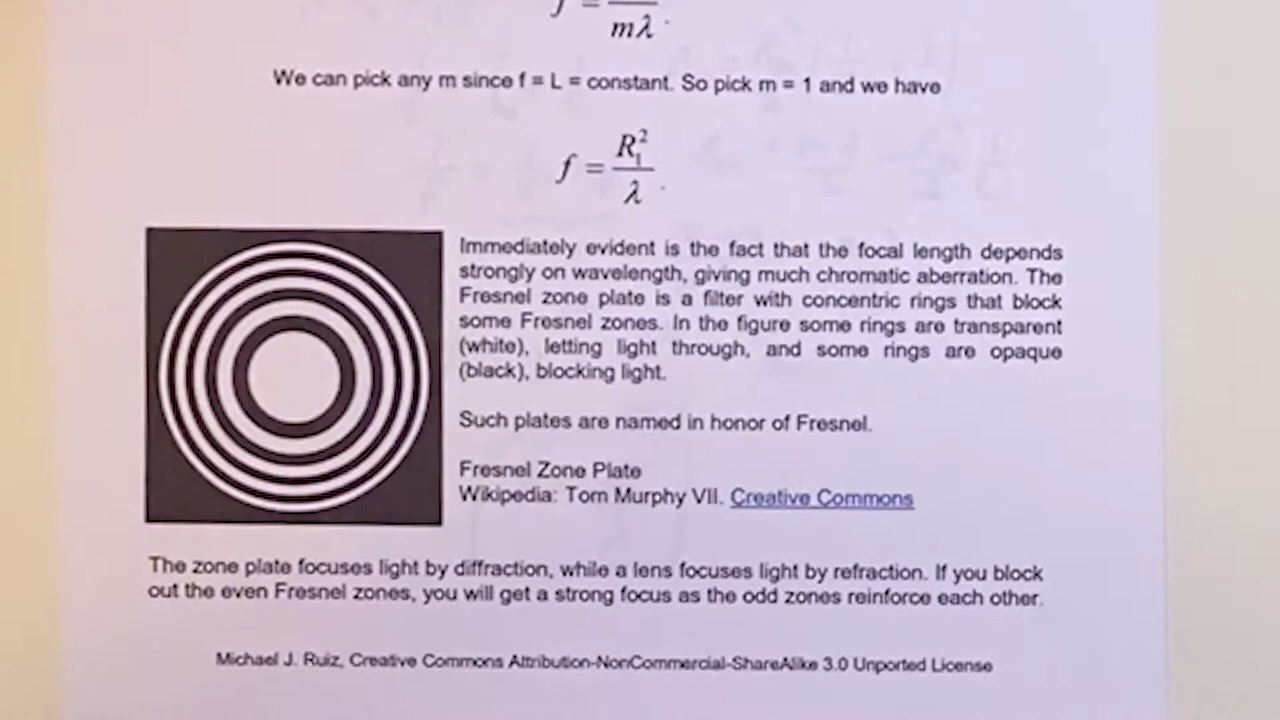 f = 
mλ .
We can pick any m since f = L = constant. So pick m = 1 and we have
f = R₁² / λ .
Immediately evident is the fact that the focal length depends
strongly on wavelength, giving much chromatic aberration. The
Fresnel zone plate is a filter with concentric rings that block
some Fresnel zones. In the figure some rings are transparent
(white), letting light through, and some rings are opaque
(black), blocking light.
Such plates are named in honor of Fresnel.
Fresnel Zone Plate
Wikipedia: Tom Murphy VII. Creative Commons
The zone plate focuses light by diffraction, while a lens focuses light by refraction. If you block
out the even Fresnel zones, you will get a strong focus as the odd zones reinforce each other.
Michael J. Ruiz, Creative Commons Attribution-NonCommercial-ShareAlike 3.0 Unported License